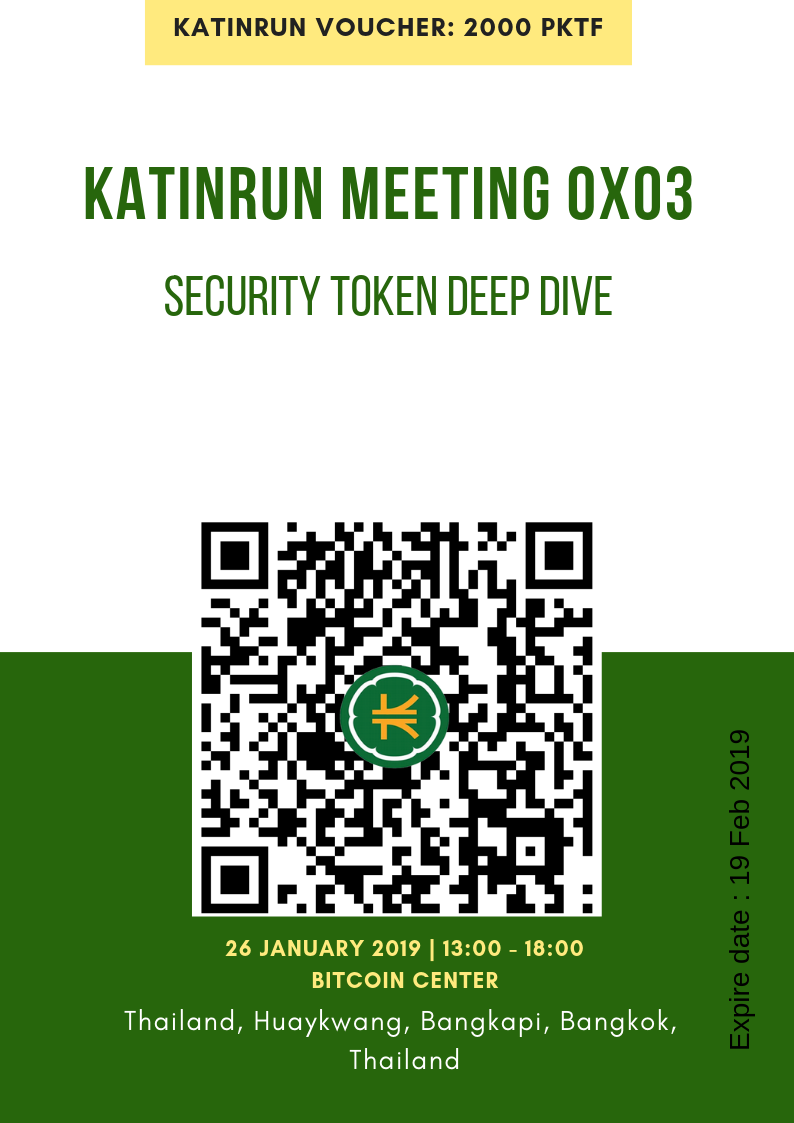 KATINRUN VOUCHER: 2000 PKTF
KATINRUN MEETING 0X03
SECURITY TOKEN DEEP DIVE
26 JANUARY 2019 | 13:00 - 18:00
BITCOIN CENTER
Thailand, Huaykwang, Bangkapi, Bangkok,
Thailand
Expire date : 19 Feb 2019